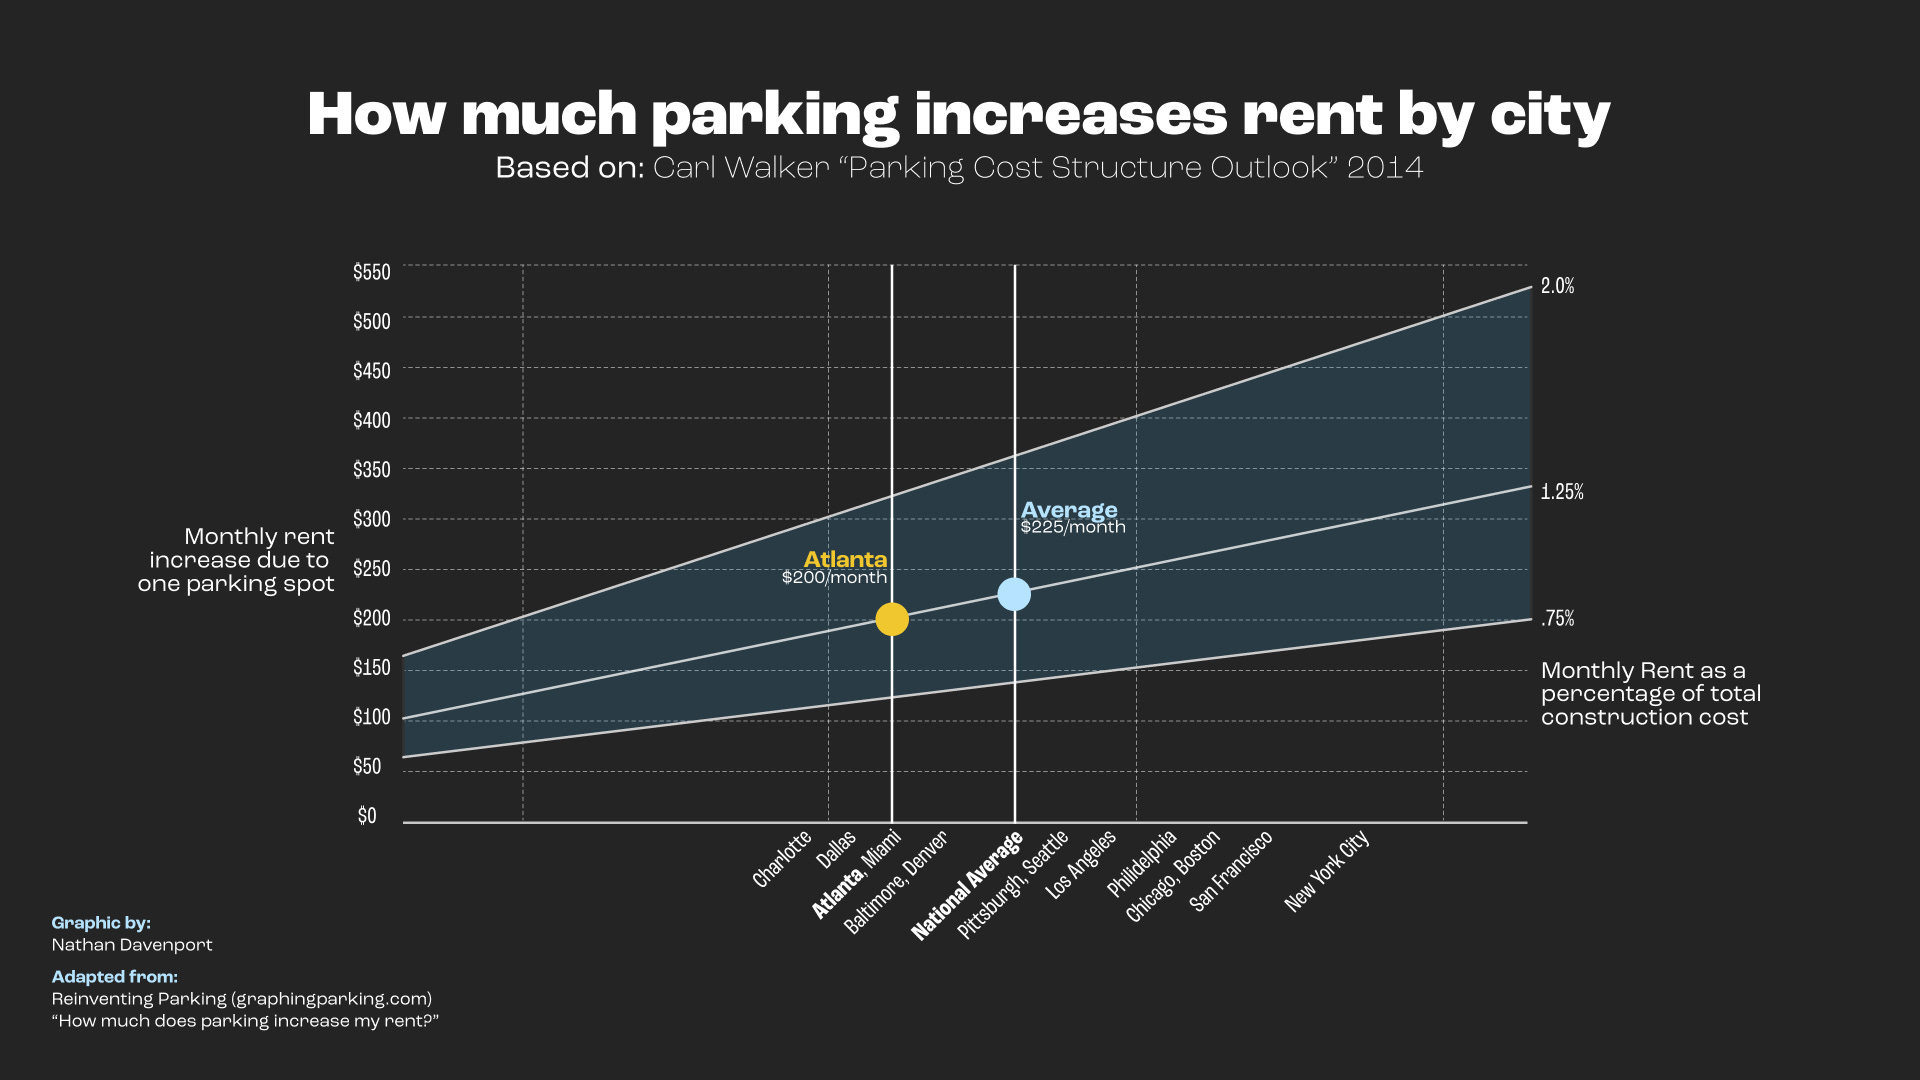 How much parking increases rent by city
Based on: Carl Walker “Parking Cost Structure Outlook” 2014
$550
$500
$450
$400
$350
$300
$250
$200
$150
$100
$50
$0
Monthly rent
increase due to
one parking spot
Atlanta
$200/month
Average
$225/month
2.0%
1.25%
.75%
Monthly Rent as a
percentage of total
construction cost
Charlotte
Dallas
Atlanta, Miami
Baltimore, Denver
National Average
Pittsburgh, Seattle
Los Angeles
Philidelphia
Chicago, Boston
San Francisco
New York City
Graphic by:
Nathan Davenport
Adapted from:
Reinventing Parking (graphingparking.com)
“How much does parking increase my rent?”